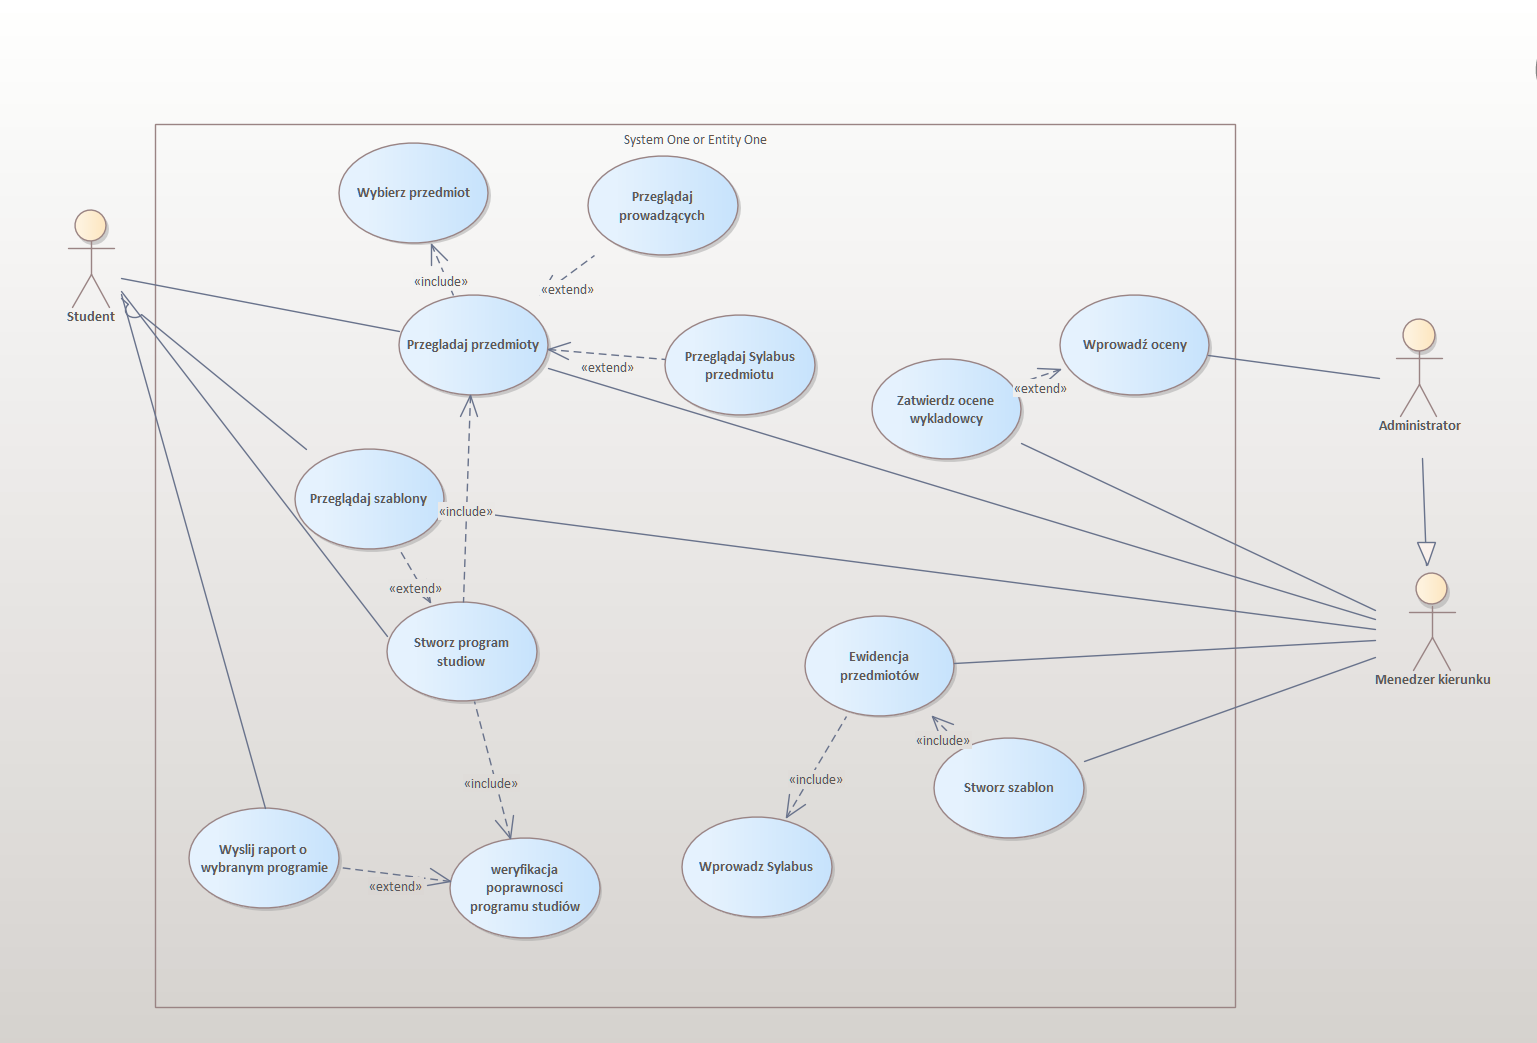 System One or Entity One
Wybierz przedmiot
Przeglądaj
prowadzących
«include»
«extend»
Student
Przegladaj przedmioty
«extend»
Przeglądaj Sylabus
przedmiotu
Wprowadź oceny
«extend»
Zatwierdz ocene
wykladowcy
Administrator
Przeglądaj szablony
«include»
«extend»
Stworz program
studiow
Ewidencja
przedmiotów
Menedzer kierunku
«include»
«include»
«include»
Stworz szablon
Wyslij raport o
wybranym programie
«extend»
weryfikacja
poprawnosci
programu studiów
Wprowadz Sylabus